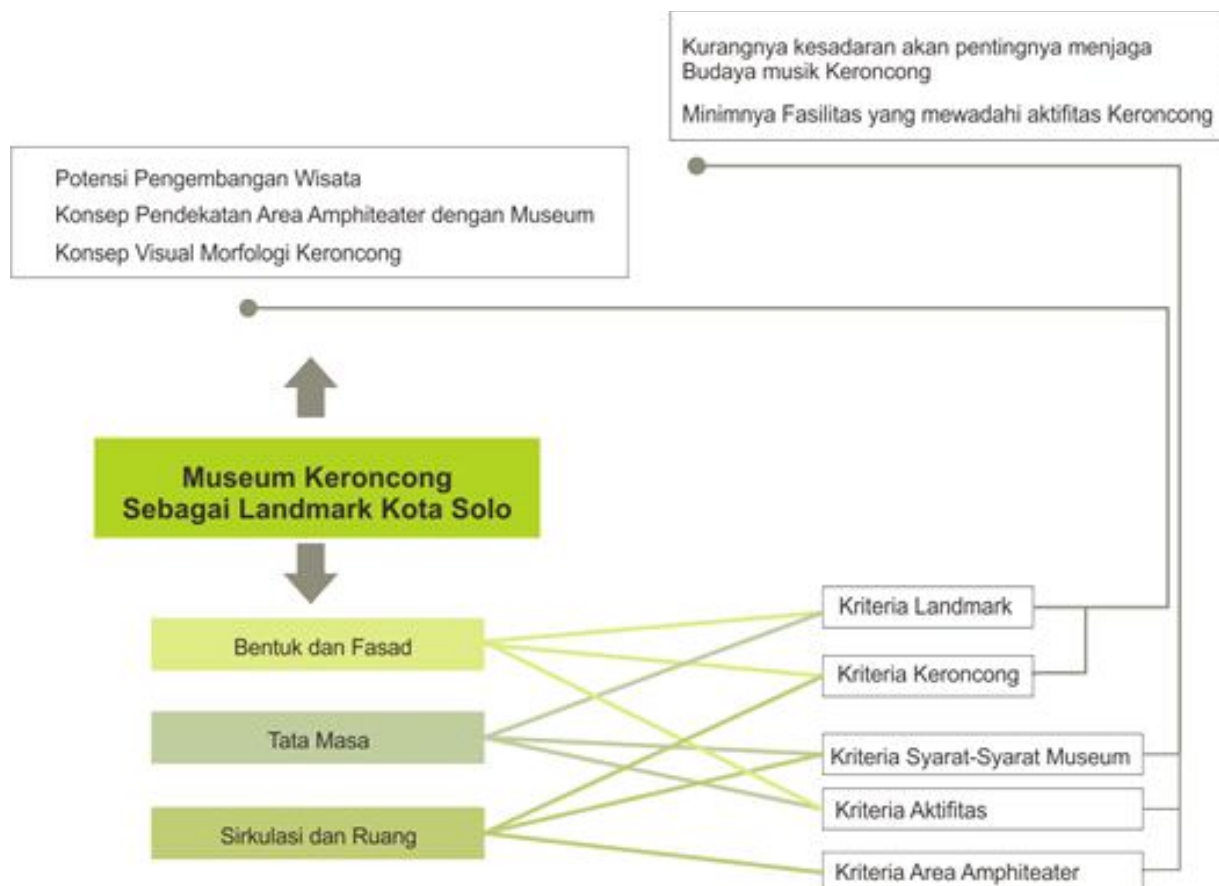 Kurangnya kesadaran akan pentingnya menjaga
Budaya musik Keroncong
Minimnya Fasilitas yang mewadahi aktifitas Keroncong
Potensi Pengembangan Wisata
Konsep Pendekatan Area Amphiteater dengan Museum
Konsep Visual Morfologi Keroncong
Museum Keroncong
Sebagai Landmark Kota Solo
Bentuk dan Fasad
Tata Masa
Sirkulasi dan Ruang
Kriteria Landmark
Kriteria Keroncong
Kriteria Syarat-Syarat Museum
Kriteria Aktifitas
Kriteria Area Amphiteater